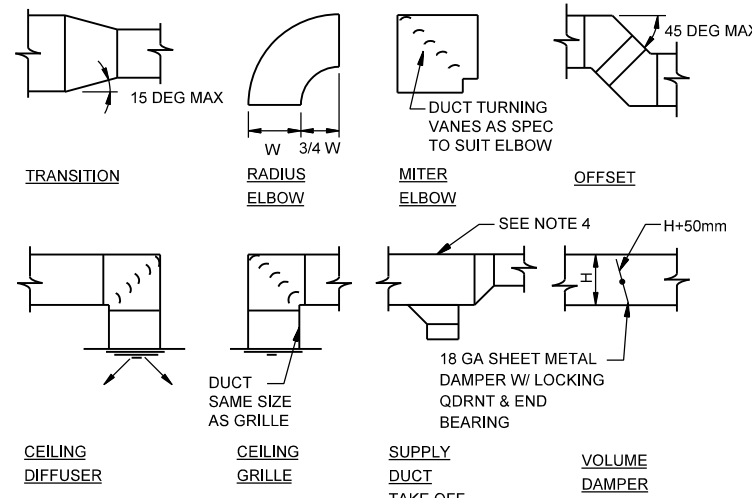 15 DEG MAX
TRANSITION
W
3/4 W
RADIUS
ELBOW
DUCT TURNING
VANES AS SPEC
TO SUIT ELBOW
MITER
ELBOW
45 DEG MAX
OFFSET
CEILING
DIFFUSER
DUCT
SAME SIZE
AS GRILLE
CEILING
GRILLE
SEE NOTE 4
SUPPLY
DUCT
TAKE OFF
H+50mm
H
18 GA SHEET METAL
DAMPER W/ LOCKING
QDRNT & END
BEARING
VOLUME
DAMPER